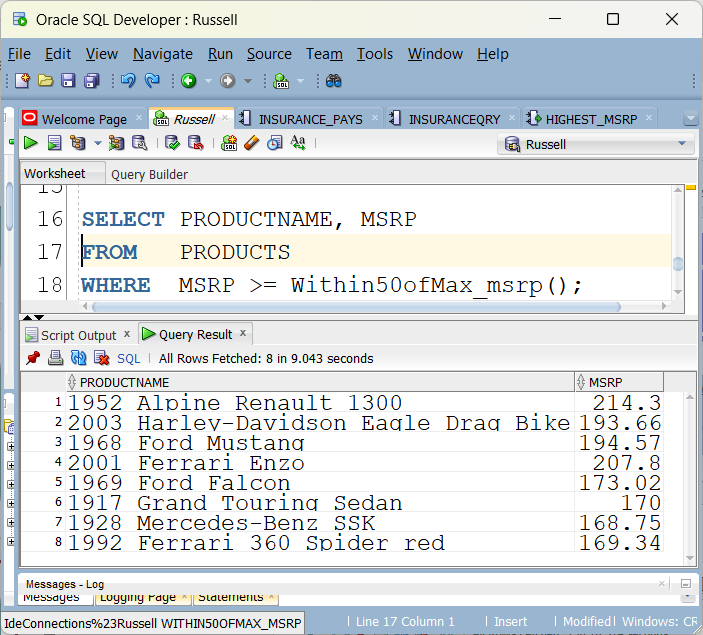 Oracle SQL Developer : Russell
File Edit View Navigate Run Source Team Tools Window Help
Welcome Page Russell INSURANCE_PAYS INSURANCEQRY HIGHEST_MSRP
Russell
Worksheet Query Builder
15
16 SELECT PRODUCTNAME, MSRP
17 FROM PRODUCTS
18 WHERE MSRP >= Within50ofMax_msrp();
Script Output x Query Result x
SQL | All Rows Fetched: 8 in 9.043 seconds
PRODUCTNAME MSRP
1 1952 Alpine Renault 1300 214.3
2 2003 Harley-Davidson Eagle Drag Bike 193.66
3 1968 Ford Mustang 194.57
4 2001 Ferrari Enzo 207.8
5 1969 Ford Falcon 173.02
6 1917 Grand Touring Sedan 170
7 1928 Mercedes-Benz SSK 168.75
8 1992 Ferrari 360 Spider red 169.34
Messages - Log
Messages Logging Page Statements
IdeConnections%23Russell WITHIN50OFMAX_MSRP | Line 17 Column 1 | Insert | Modified | Windows: CR